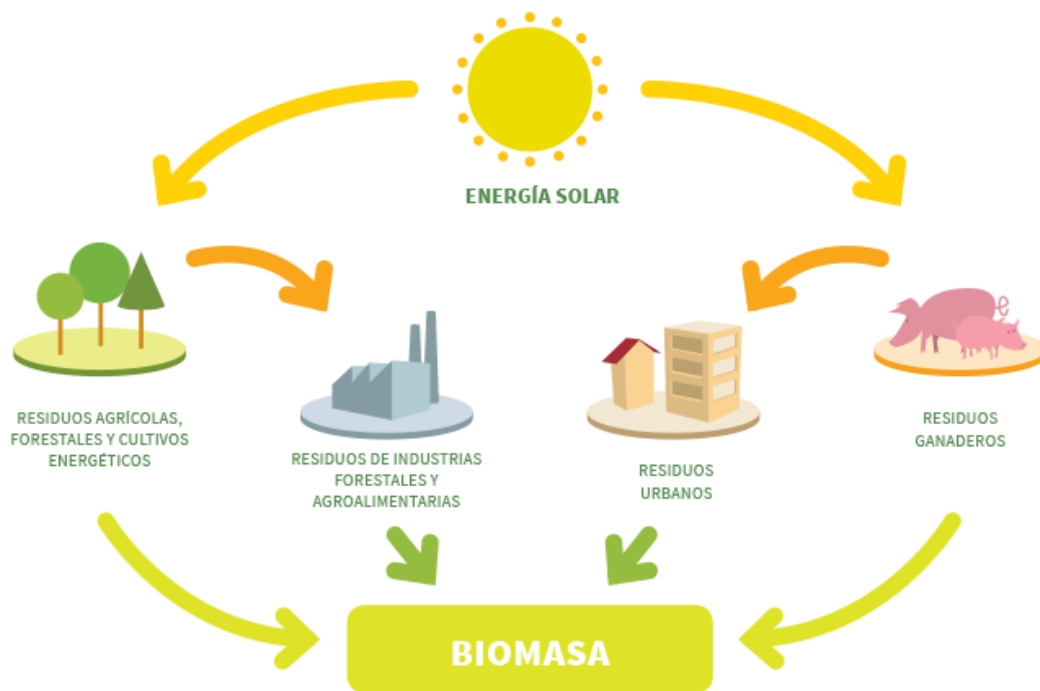 ENERGÍA SOLAR
RESIDUOS AGRÍCOLAS,
FORESTALES Y CULTIVOS
ENERGÉTICOS
RESIDUOS DE INDUSTRIAS
FORESTALES Y
AGROALIMENTARIAS
RESIDUOS
URBANOS
RESIDUOS
GANADEROS
BIOMASA